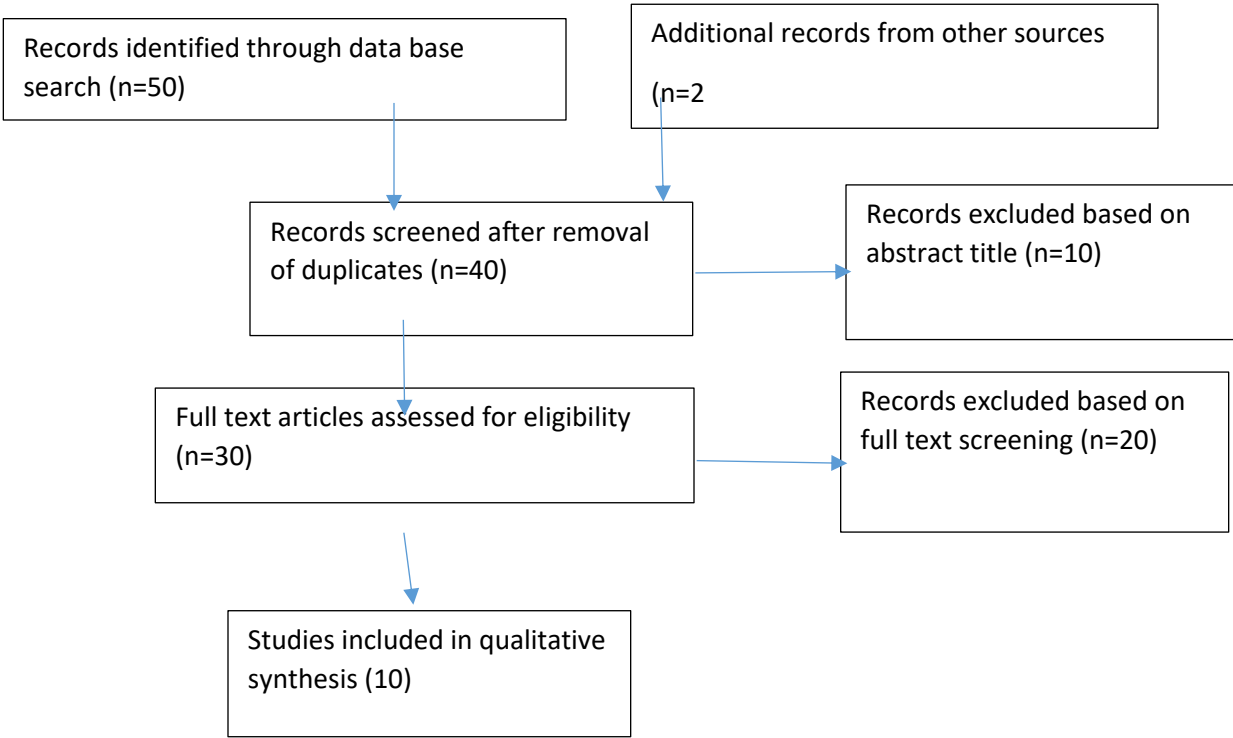 Records identified through data base
search (n=50)
Additional records from other sources
(n=2
Records screened after removal
of duplicates (n=40)
Records excluded based on
abstract title (n=10)
Full text articles assessed for eligibility
(n=30)
Records excluded based on
full text screening (n=20)
Studies included in qualitative
synthesis (10)